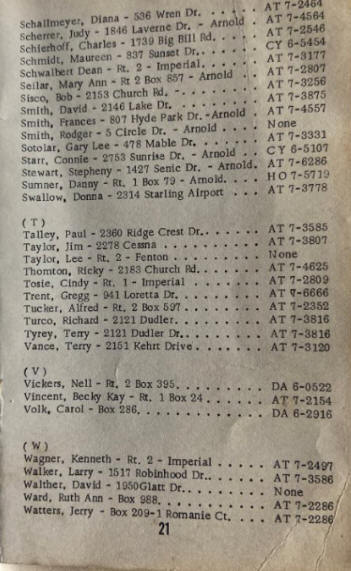 Schallmeyer, Diana - 536 Wren Dr. . . . . AT 7-2464
Scherrer, Judy - 1846 Laverne Dr. - Arnold . AT 7-4564
Schierhoff, Charles - 1739 Big Bill Rd. . . . AT 7-2546
Schmidt, Maureen - 837 Sunset Dr. . . . . . CY 6-5454
Schwalbert Dean - Rt. 2 - Imperial. . . . . AT 7-3177
Seilar, Mary Ann - Rt 2 Box 857 - Arnold . AT 7-2807
Sisco, Bob - 2153 Church Rd. - . . . . . . AT 7-3256
Smith, David - 2146 Lake Dr. . . . . . . . AT 7-3875
Smith, Frances - 807 Hyde Park Dr. - Arnold AT 7-4557
Smith, Rodger - 5 Circle Dr. - Arnold . . . . None
Sotolar, Gary Lee - 478 Mable Dr. . . . . . AT 7-3331
Starr, Connie - 2753 Sunrise Dr. - Arnold . . CY 6-5107
Stewart, Stepheny - 1427 Senic Dr. - Arnold. AT 7-6286
Sumner, Danny - Rt. 1 Box 79 - Arnold. . . . HO 7-5719
Swallow, Donna - 2314 Starling Airport . . . AT 7-3778
( T )
Talley, Paul - 2360 Ridge Crest Dr. . . . . . AT 7-3585
Taylor, Jim - 2278 Cessna . . . . . . . . . AT 7-3807
Taylor, Lee - Rt. 2 - Fenton . . . . . . . . None
Thomton, Ricky - 2183 Church Rd. . . . . . AT 7-4625
Tosie, Cindy - Rt. 1 - Imperial . . . . . . . AT 7-2809
Trent, Gregg - 941 Loretta Dr. . . . . . . . AT 7-6666
Tucker, Alfred - Rt. 2 Box 597 . . . . . . . AT 7-2352
Turco, Richard - 2121 Dudler. . . . . . . . AT 7-3816
Tyrey, Terry - 2121 Dudler Dr. . . . . . . . AT 7-3816
Vance, Terry - 2151 Kehrt Drive . . . . . . AT 7-3120
( V )
Vickers, Nell - Rt. 2 Box 395. . . . . . . . DA 6-0522
Vincent, Becky Kay - Rt. 1 Box 24 . . . . . AT 7-2154
Volk, Carol - Box 286. . . . . . . . . . . . DA 6-2916
( W )
Wagner, Kenneth - Rt. 2 - Imperial . . . . . AT 7-2497
Walker, Larry - 1517 Robinhood Dr. . . . . . AT 7-3586
Walther, David - 1950Glatt Dr. . . . . . . . None
Ward, Ruth Ann - Box 988. . . . . . . . . . AT 7-2286
Watters, Jerry - Box 209-1 Romanie Ct. . . . AT 7-2286
21